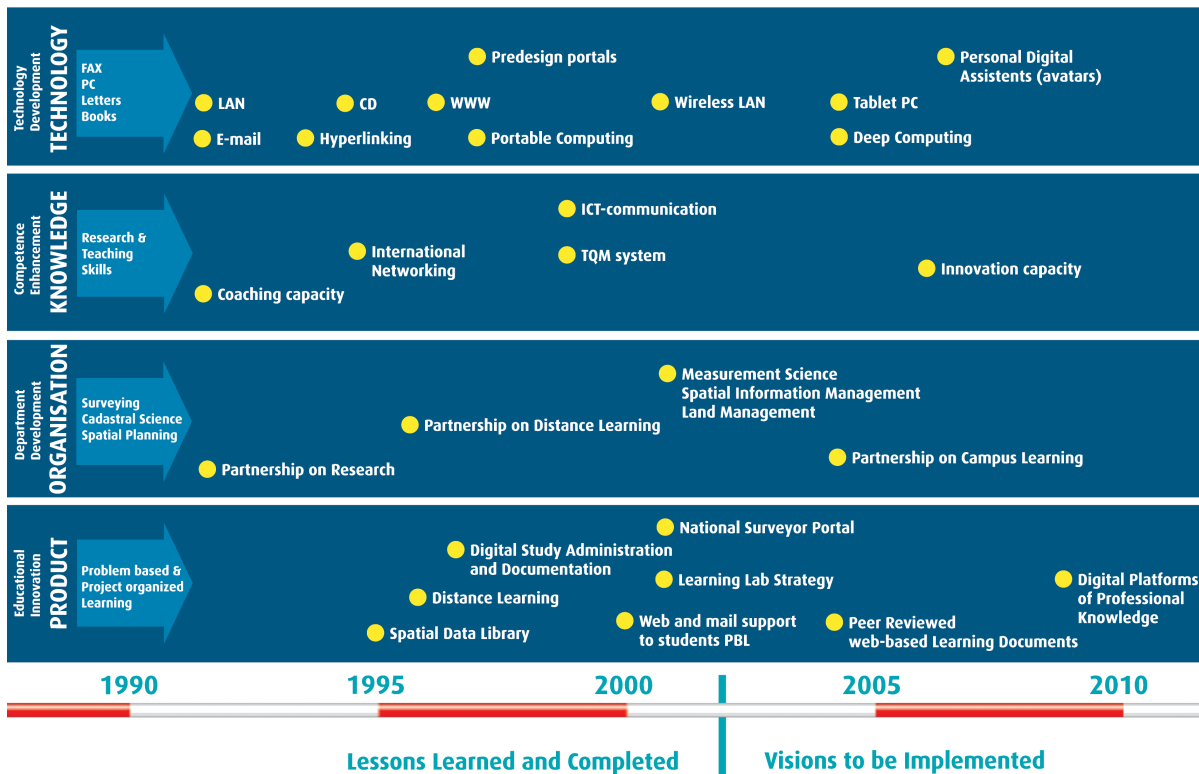 Technology
Development
TECHNOLOGY
FAX
PC
Letters
Books
Predesign portals
Personal Digital
Assistents (avatars)
LAN
CD
WWW
Wireless LAN
Tablet PC
E-mail
Hyperlinking
Portable Computing
Deep Computing
Competence
Enhancement
KNOWLEDGE
Research &
Teaching
Skills
ICT-communication
International
Networking
TQM system
Innovation capacity
Coaching capacity
Department
Development
ORGANISATION
Surveying
Cadastral Science
Spatial Planning
Measurement Science
Spatial Information Management
Land Management
Partnership on Distance Learning
Partnership on Campus Learning
Partnership on Research
Educational
Innovation
PRODUCT
Problem based &
Project organized
Learning
National Surveyor Portal
Digital Study Administration
and Documentation
Learning Lab Strategy
Digital Platforms
of Professional
Knowledge
Distance Learning
Web and mail support
to students PBL
Peer Reviewed
web-based Learning Documents
Spatial Data Library
1990
1995
2000
2005
2010
Lessons Learned and Completed
Visions to be Implemented